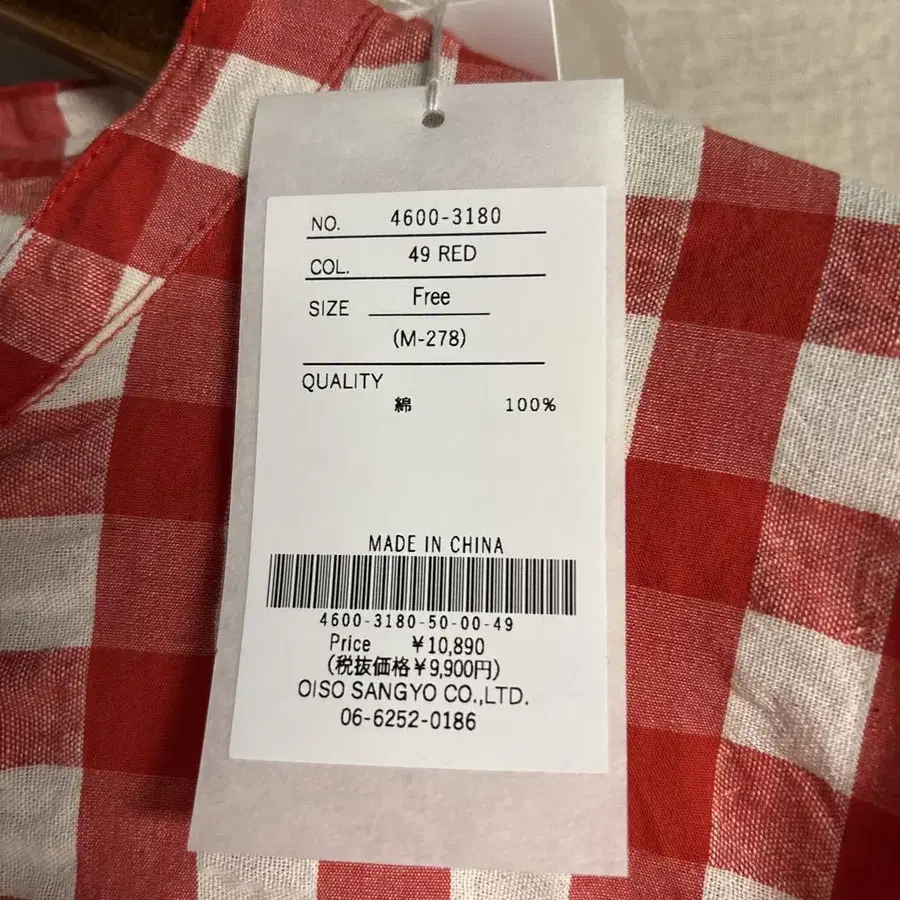 NO. 4600-3180
COL. 49 RED
SIZE Free
(M-278)
QUALITY
綿 100%
MADE IN CHINA
4600-3180-50-00-49
Price ¥10,890
(税抜価格¥9,900円)
OISO SANGYO CO.,LTD.
06-6252-0186